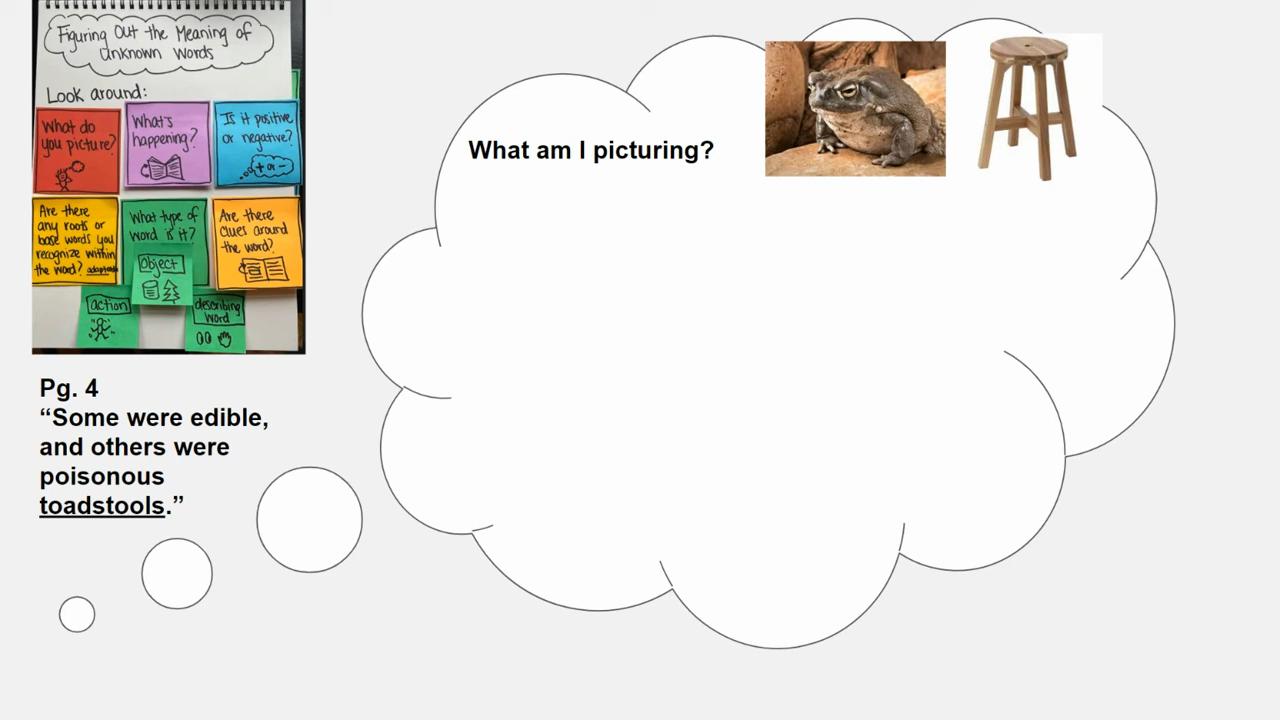 Figuring Out the Meaning of
Unknown Words
Look around:
What do
you picture?
What's
happening?
Is it positive
or negative?
+ or -
Are there
any roots or
base words you
recognize within
the word?
What type of
word is it?
object
action
describing
word
Are there
clues around
the word?
Pg. 4
“Some were edible,
and others were
poisonous
toadstools.”
What am I picturing?